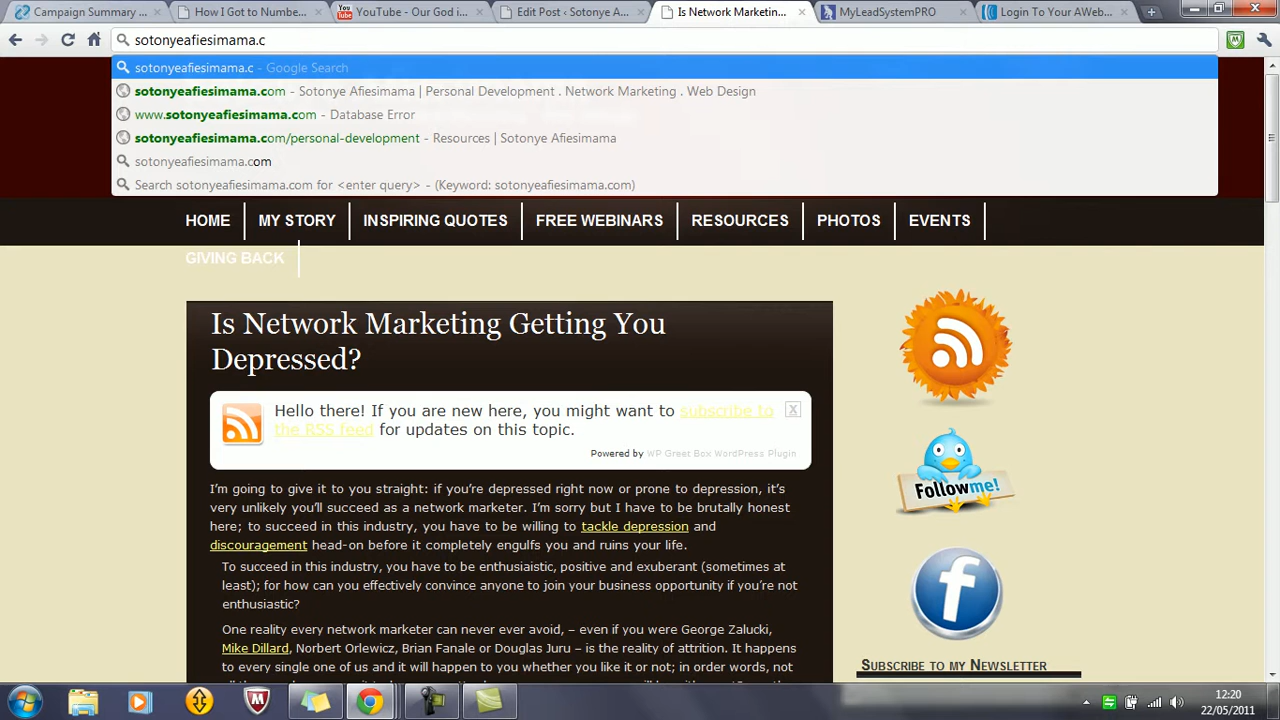 Campaign Summary ...
How I Got to Numbe...
YouTube - Our God i...
Edit Post ‹ Sotonye A...
Is Network Marketin...
MyLeadSystemPRO
Login To Your AWeb...
sotonyeafiesimama.c
sotonyeafiesimama.c - Google Search
sotonyeafiesimama.com - Sotonye Afiesimama | Personal Development . Network Marketing . Web Design
www.sotonyeafiesimama.com - Database Error
sotonyeafiesimama.com/personal-development - Resources | Sotonye Afiesimama
sotonyeafiesimama.com
Search sotonyeafiesimama.com for <enter query> - (Keyword: sotonyeafiesimama.com)
HOME MY STORY INSPIRING QUOTES FREE WEBINARS RESOURCES PHOTOS EVENTS
GIVING BACK
Is Network Marketing Getting You
Depressed?
Hello there! If you are new here, you might want to subscribe to
the RSS feed for updates on this topic.
X
Powered by WP Greet Box WordPress Plugin
I'm going to give it to you straight: if you're depressed right now or prone to depression, it's
very unlikely you'll succeed as a network marketer. I'm sorry but I have to be brutally honest
here; to succeed in this industry, you have to be willing to tackle depression and
discouragement head-on before it completely engulfs you and ruins your life.
To succeed in this industry, you have to be enthusiaistic, positive and exuberant (sometimes at
least); for how can you effectively convince anyone to join your business opportunity if you're not
enthusiastic?
One reality every network marketer can never ever avoid, – even if you were George Zalucki,
Mike Dillard, Norbert Orlewicz, Brian Fanale or Douglas Juru – is the reality of attrition. It happens
to every single one of us and it will happen to you whether you like it or not; in order words, not
Follow me!
f
Subscribe to my Newsletter
12:20
22/05/2011